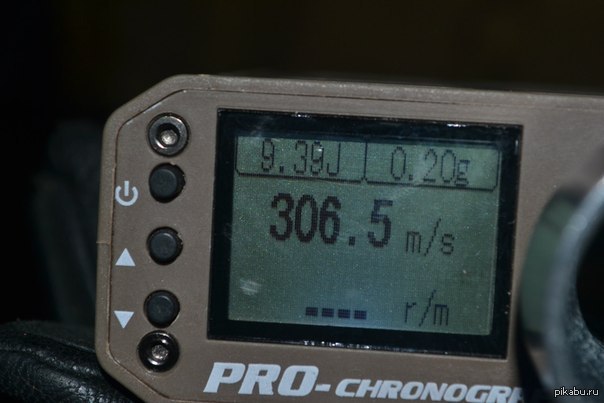 9.39J 0.20g
306.5 m/s
---- r/m
PRO-CHRONOGR
pikabu.ru